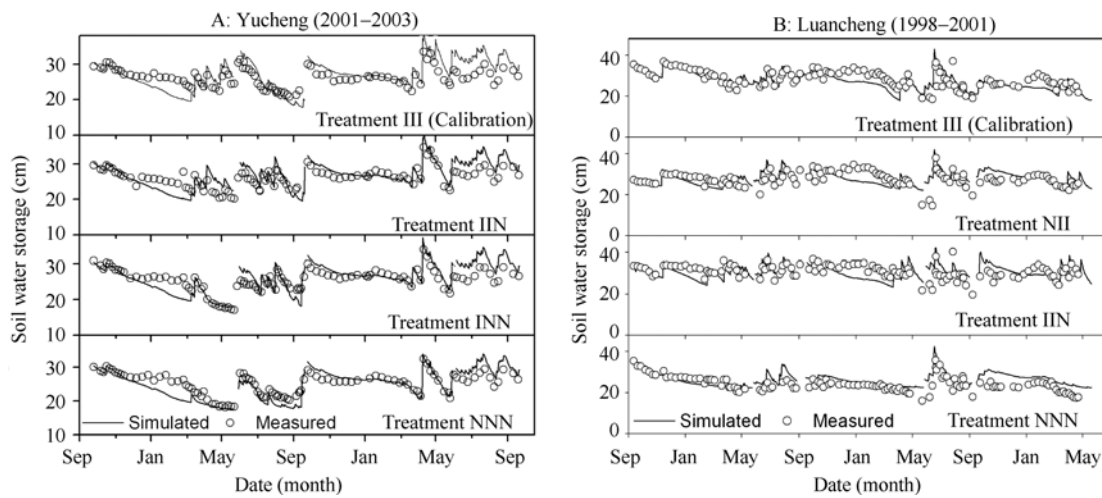 A: Yucheng (2001–2003)
Soil water storage (cm)
30
20
10
Treatment III (Calibration)
30
20
10
Treatment IIN
30
20
10
Treatment INN
30
20
10
Simulated Measured
Treatment NNN
Sep Jan May Sep Jan May Sep
Date (month)
B: Luancheng (1998–2001)
Soil water storage (cm)
40
20
0
Treatment III (Calibration)
40
20
0
Treatment NII
40
20
0
Treatment IIN
40
20
0
Simulated Measured
Treatment NNN
Sep Jan May Sep Jan May Sep Jan May
Date (month)